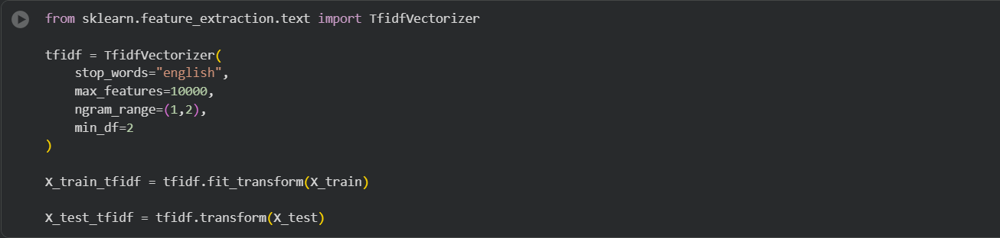 from sklearn.feature_extraction.text import TfidfVectorizer
tfidf = TfidfVectorizer(
    stop_words="english",
    max_features=10000,
    ngram_range=(1,2),
    min_df=2
)
X_train_tfidf = tfidf.fit_transform(X_train)
X_test_tfidf = tfidf.transform(X_test)